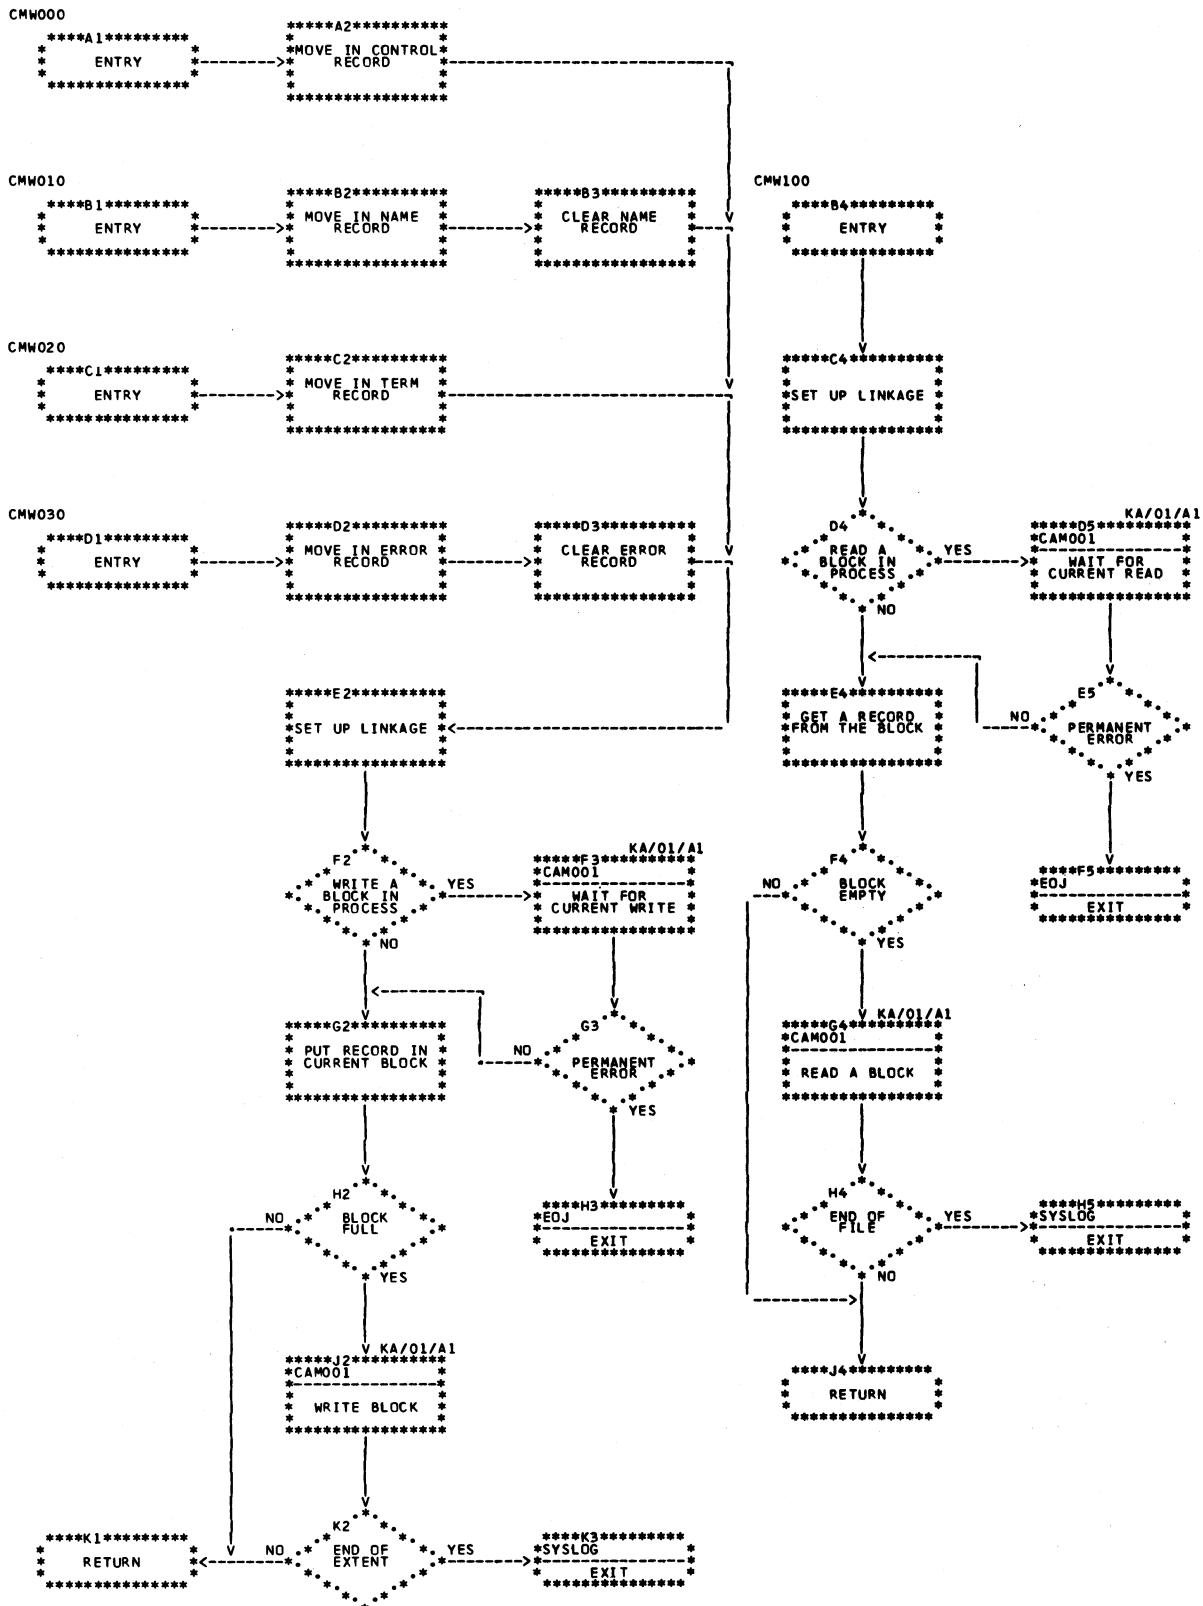 CMW000
A1
ENTRY
A2
MOVE IN CONTROL
RECORD
CMW010
B1
ENTRY
B2
MOVE IN NAME
RECORD
B3
CLEAR NAME
RECORD
CMW100
B4
ENTRY
CMW020
C1
ENTRY
C2
MOVE IN TERM
RECORD
C4
SET UP LINKAGE
CMW030
D1
ENTRY
D2
MOVE IN ERROR
RECORD
D3
CLEAR ERROR
RECORD
D4
READ A
BLOCK IN
PROCESS
YES
NO
KA/01/A1
D5
CAM001
WAIT FOR
CURRENT READ
E2
SET UP LINKAGE
E4
GET A RECORD
FROM THE BLOCK
E5
PERMANENT
ERROR
NO
YES
F2
WRITE A
BLOCK IN
PROCESS
YES
NO
KA/01/A1
F3
CAM001
WAIT FOR
CURRENT WRITE
F4
BLOCK
EMPTY
NO
YES
F5
EOJ
EXIT
G2
PUT RECORD IN
CURRENT BLOCK
G3
PERMANENT
ERROR
NO
YES
KA/01/A1
G4
CAM001
READ A BLOCK
H2
BLOCK
FULL
NO
YES
H3
EOJ
EXIT
H4
END OF
FILE
YES
NO
H5
SYSLOG
EXIT
KA/01/A1
J2
CAM001
WRITE BLOCK
J4
RETURN
K1
RETURN
K2
END OF
EXTENT
NO
YES
K3
SYSLOG
EXIT